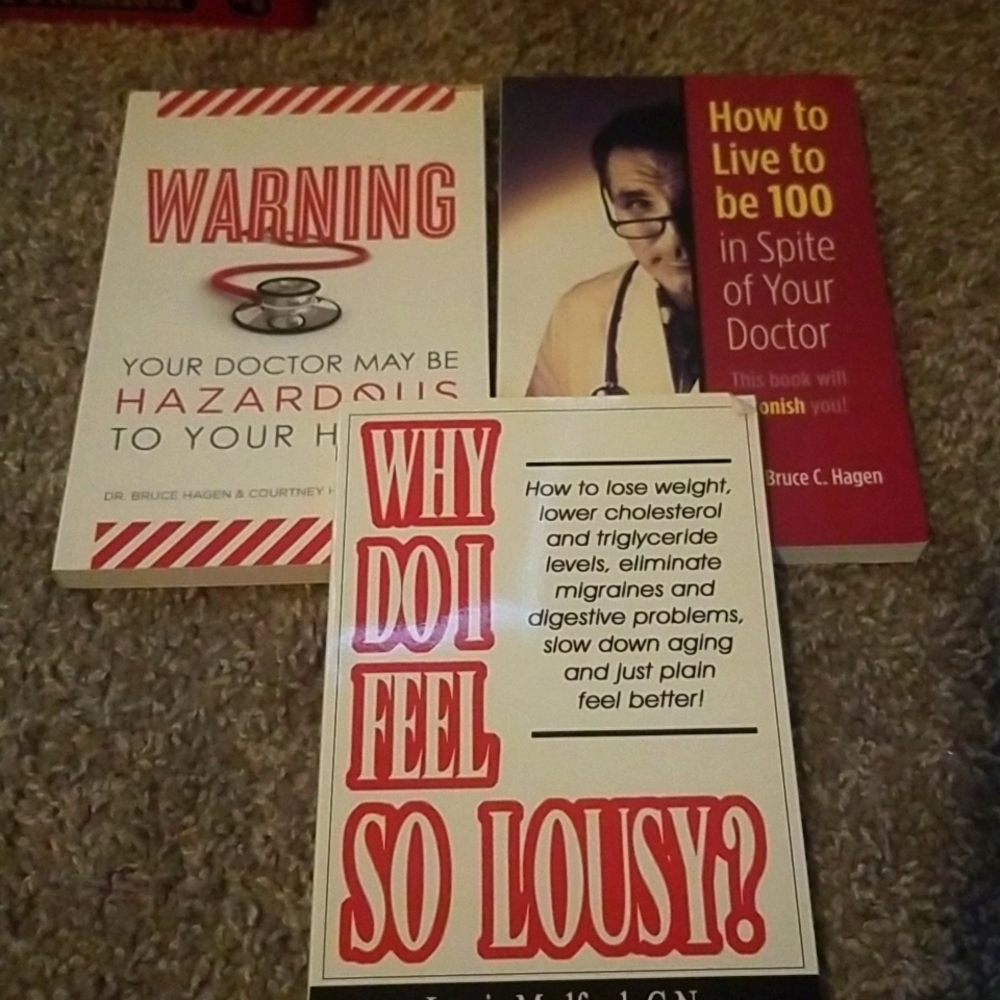 WARNING
YOUR DOCTOR MAY BE
HAZARDOUS
TO YOUR H
DR. BRUCE HAGEN & COURTNEY H
How to
Live to
be 100
in Spite
of Your
Doctor
This book will
onish you!
Bruce C. Hagen
WHY
DO I
FEEL
SO LOUSY?
How to lose weight,
lower cholesterol
and triglyceride
levels, eliminate
migraines and
digestive problems,
slow down aging
and just plain
feel better!